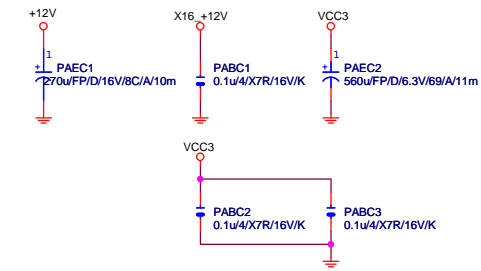 +12V
X16_+12V
VCC3
1
+
PAEC1
270u/FP/D/16V/8C/A/10m
PABC1
0.1u/4/X7R/16V/K
1
+
PAEC2
560u/FP/D/6.3V/69/A/11m
VCC3
PABC2
0.1u/4/X7R/16V/K
PABC3
0.1u/4/X7R/16V/K